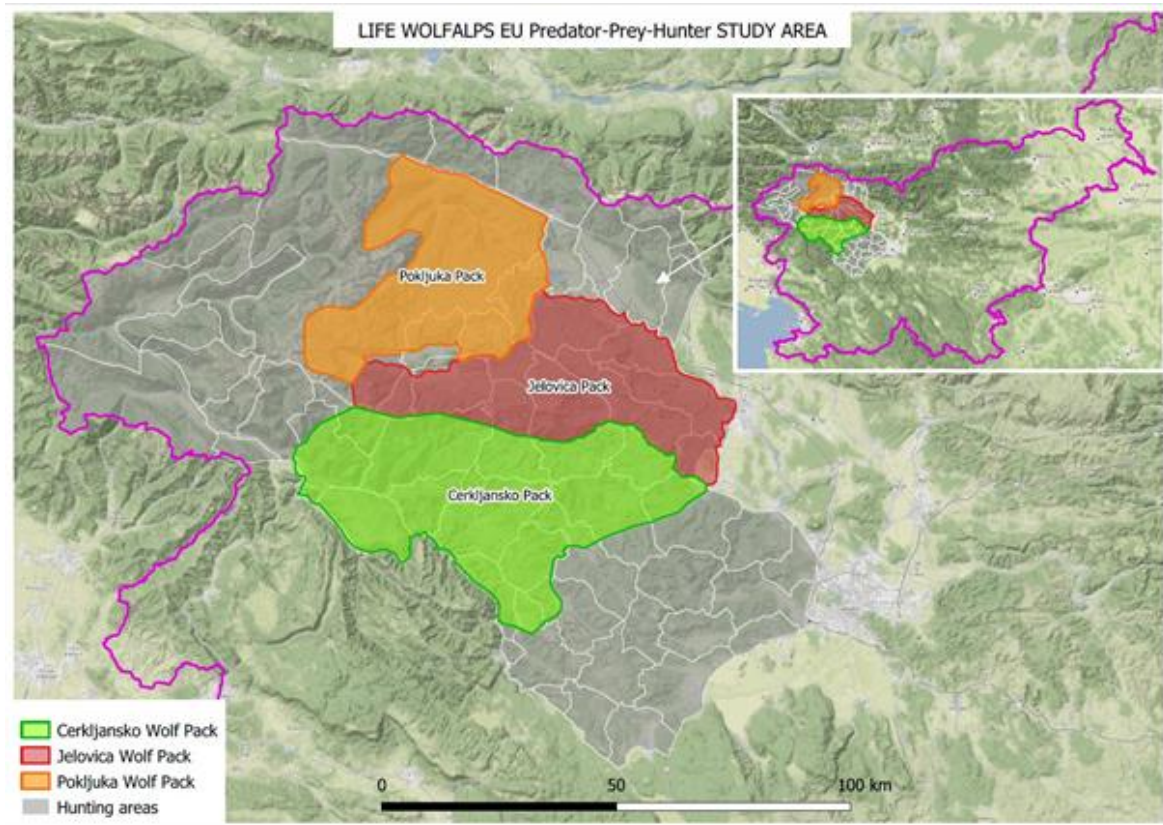 LIFE WOLFALPS EU Predator-Prey-Hunter STUDY AREA
Pokljuka Pack
Jelovica Pack
Cerkljansko Pack
Cerkljansko Wolf Pack
Jelovica Wolf Pack
Pokljuka Wolf Pack
Hunting areas
0 50 100 km